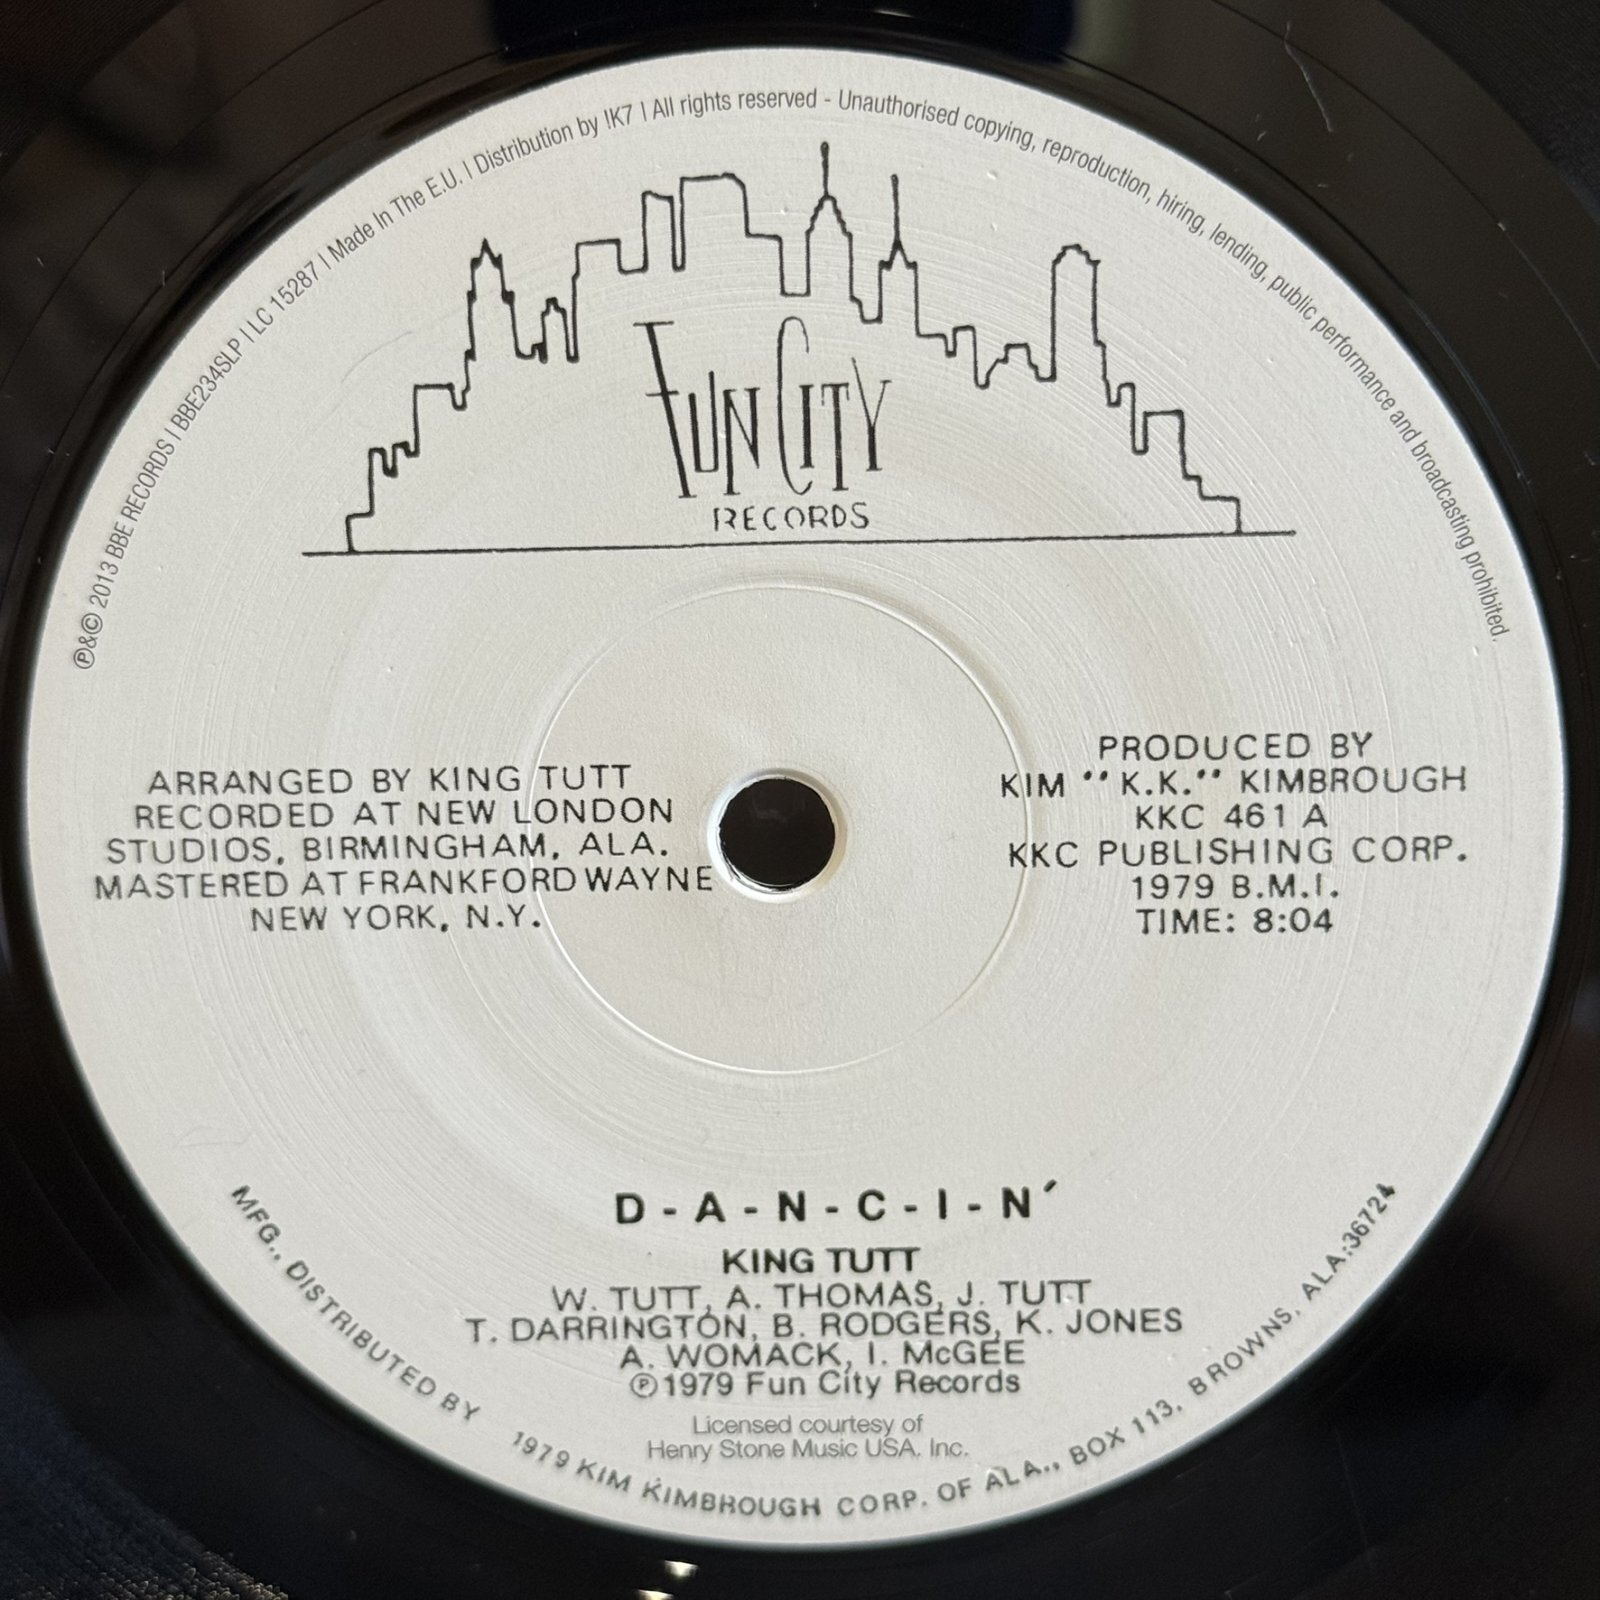 ℗&© 2013 BBE RECORDS | BBE234SLP | LC 15287 | Made In The E.U. | Distribution by !K7 | All rights reserved - Unauthorised copying, reproduction, hiring, lending, public performance and broadcasting prohibited.
FUN CITY
RECORDS
ARRANGED BY KING TUTT
RECORDED AT NEW LONDON
STUDIOS, BIRMINGHAM, ALA.
MASTERED AT FRANKFORD WAYNE
NEW YORK, N.Y.
PRODUCED BY
KIM "K.K." KIMBROUGH
KKC 461 A
KKC PUBLISHING CORP.
1979 B.M.I.
TIME: 8:04
D-A-N-C-I-N'
KING TUTT
W. TUTT, A. THOMAS, J. TUTT
T. DARRINGTON, B. RODGERS, K. JONES
A. WOMACK, I. McGEE
℗1979 Fun City Records
Licensed courtesy of
Henry Stone Music USA. Inc.
MFG., DISTRIBUTED BY 1979 KIM KIMBROUGH CORP. OF ALA., BOX 113, BROWNS, ALA.36724